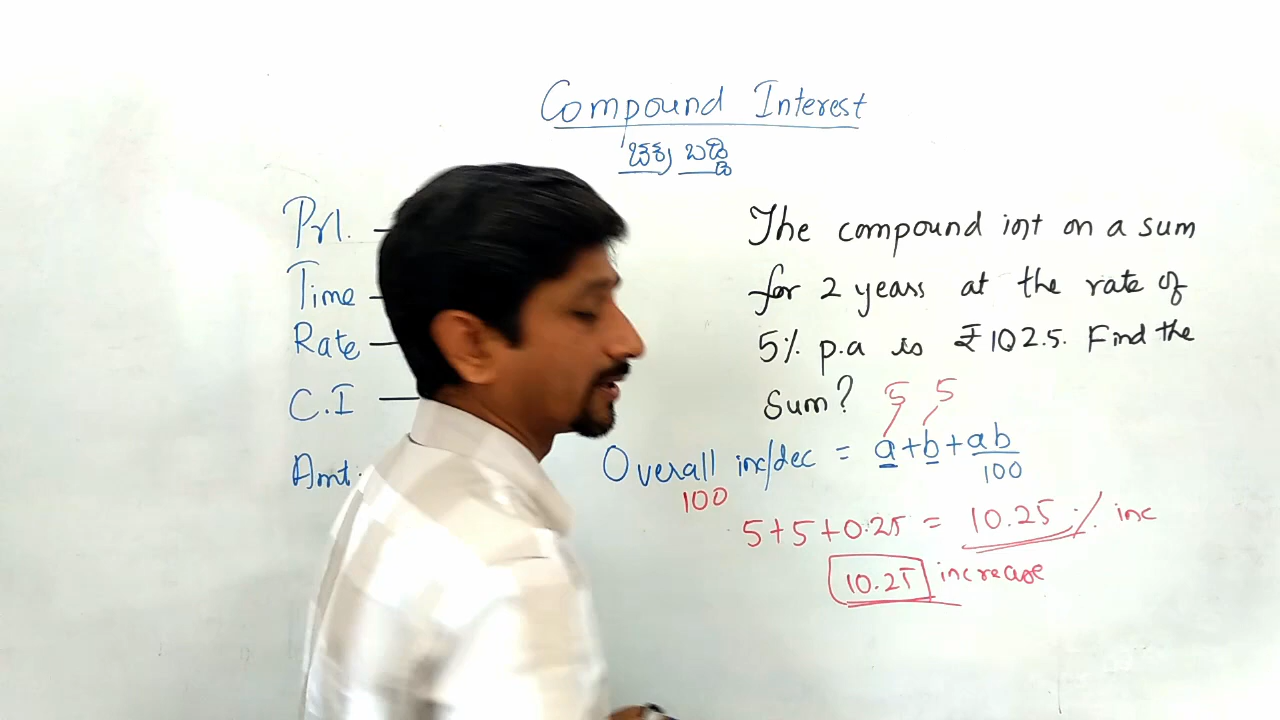 Compound Interest
ಚಕ್ರ ಬಡ್ಡಿ
Prl. –
Time –
Rate –
C.I –
Amt.
The compound int on a sum
for 2 years at the rate of
5% p.a is ₹102.5. Find the
Sum?
5 5
Overall inc/dec = a+b+ab/100
100
5+5+0.25 = 10.25% inc
10.25 increase